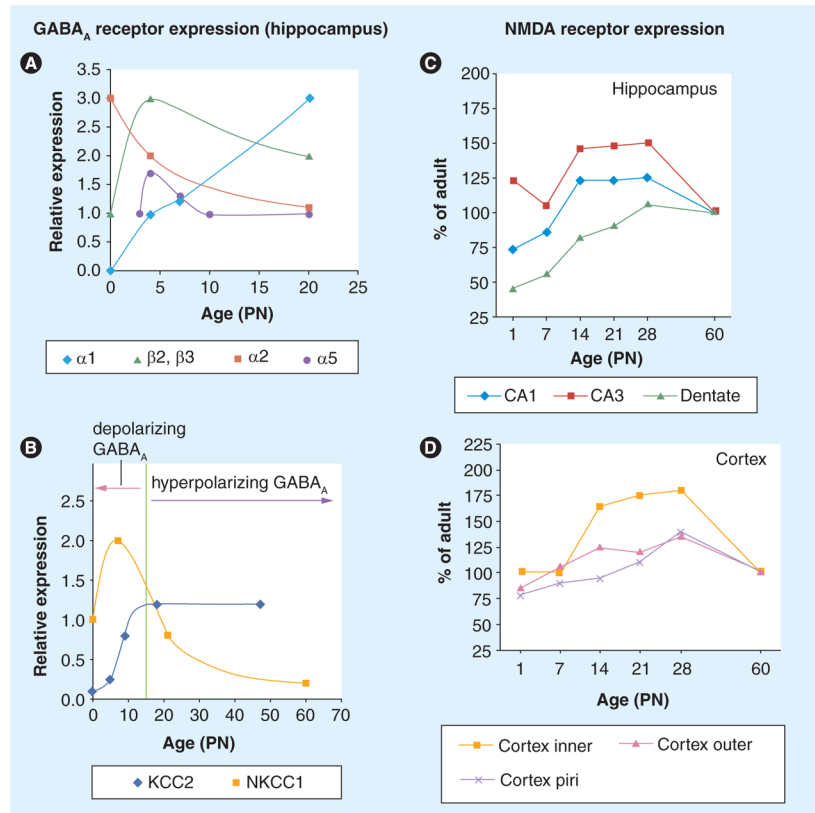 GABA_A receptor expression (hippocampus)
NMDA receptor expression
A
3.5
3.0
2.5
2.0
1.5
1.0
0.5
0.0
Relative expression
0 5 10 15 20 25
Age (PN)
α1 β2, β3 α2 α5
C
Hippocampus
200
175
150
125
100
75
50
25
% of adult
1 7 14 21 28 60
Age (PN)
CA1 CA3 Dentate
B
depolarizing
GABA_A
hyperpolarizing GABA_A
2.5
2.0
1.5
1.0
0.5
0.0
Relative expression
0 10 20 30 40 50 60 70
Age (PN)
KCC2 NKCC1
D
Cortex
225
200
175
150
125
100
75
50
25
% of adult
1 7 14 21 28 60
Age (PN)
Cortex inner Cortex outer
Cortex piri